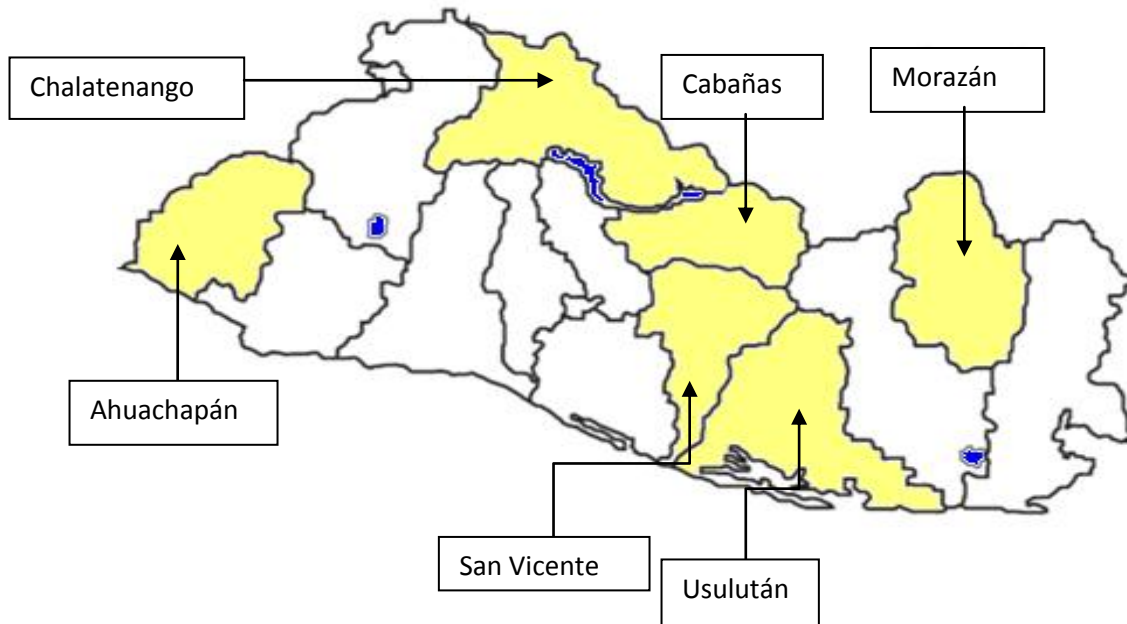 Chalatenango
Cabañas
Morazán
Ahuachapán
San Vicente
Usulután